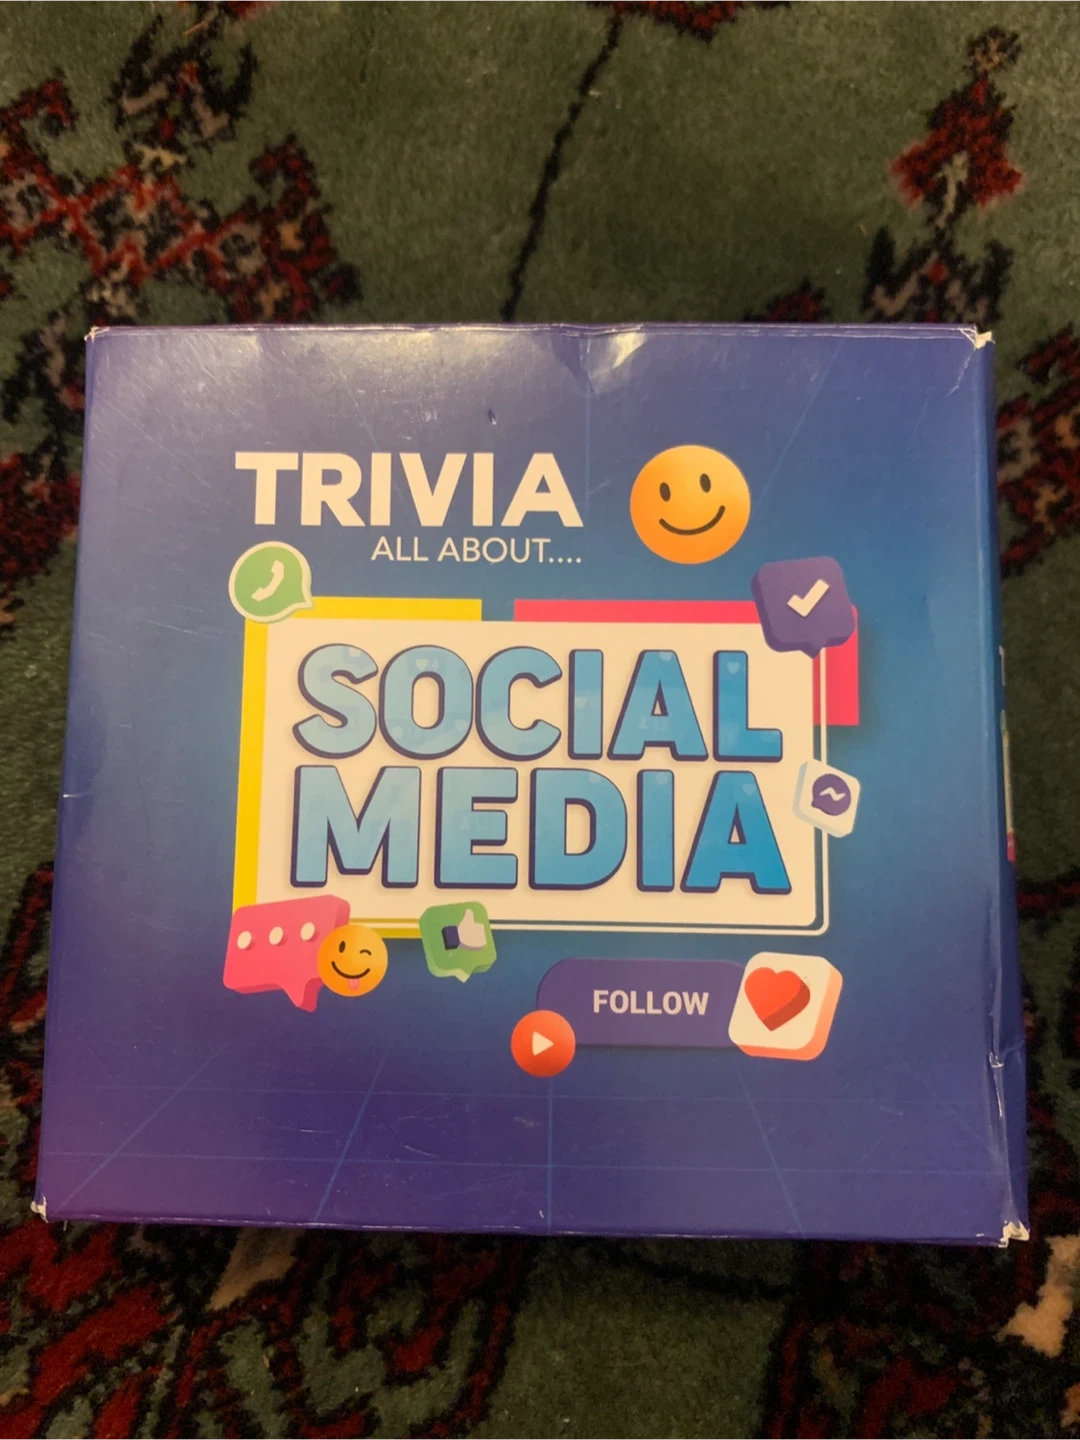 TRIVIA
ALL ABOUT....
SOCIAL
MEDIA
FOLLOW